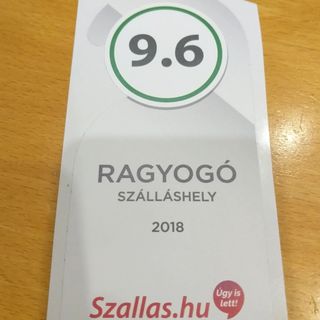 9.6
RAGYOGÓ
SZÁLLÁSHELY
2018
Szallas.hu
Úgy is
lett!